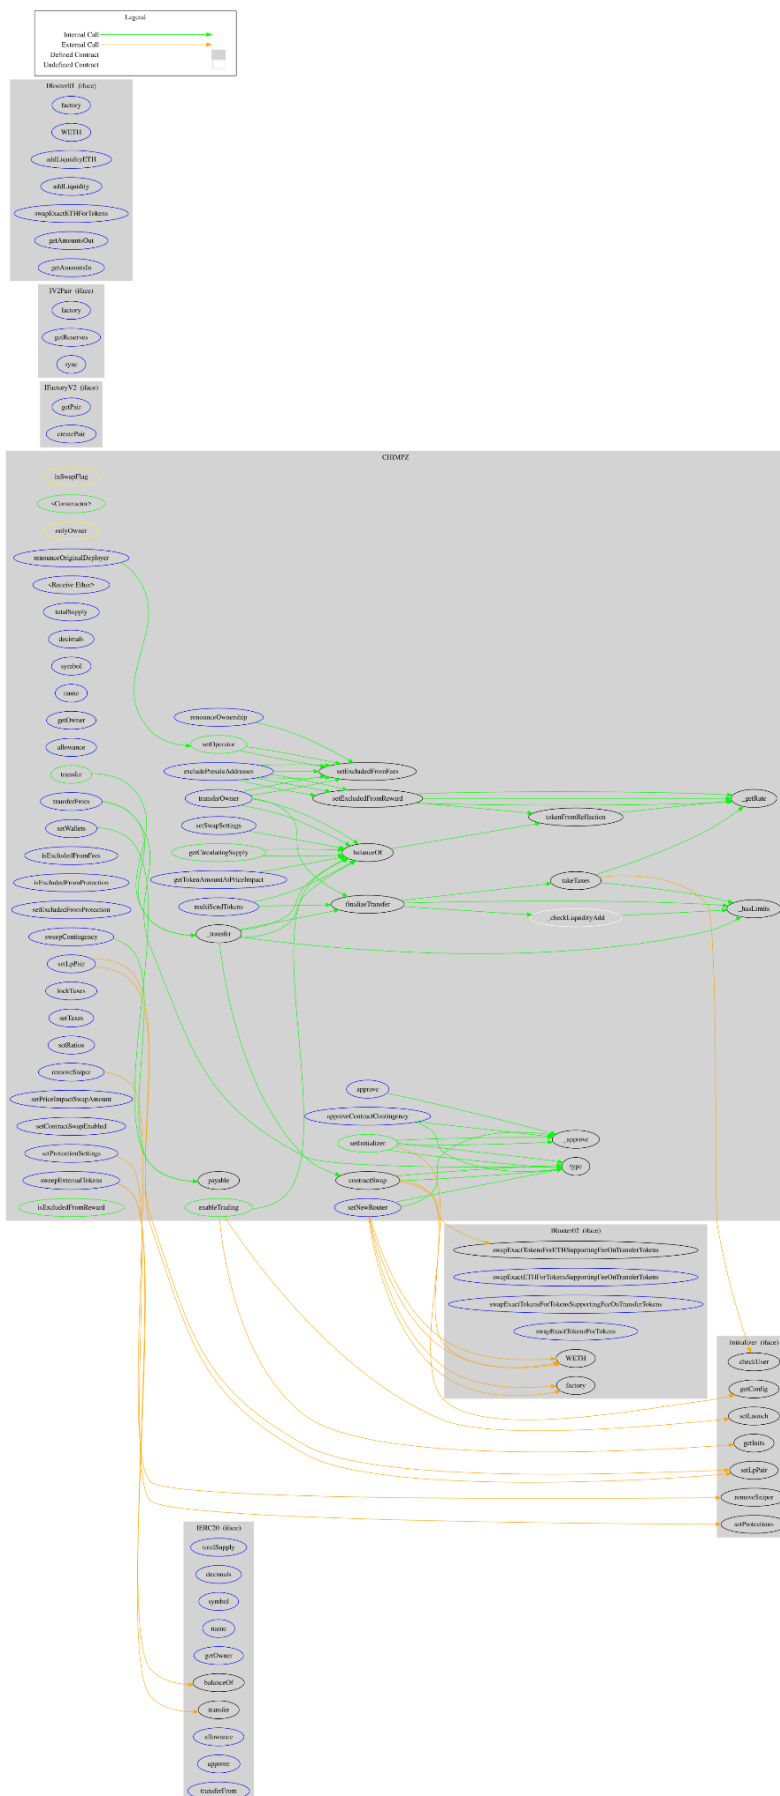 Legend
Internal Call
External Call
Defined Contract
Undefined Contract
IRouter01 (iface)
factory
WETH
addLiquidityETH
addLiquidity
swapExactETHForTokens
getAmountsOut
getAmountsIn
IV2Pair (iface)
factory
getReserves
sync
IFactoryV2 (iface)
getPair
createPair
CHIMPZ
inSwapFlag
<Constructor>
onlyOwner
renounceOriginalDeployer
<Receive Ether>
totalSupply
decimals
symbol
name
getOwner
allowance
transfer
transferFrom
setWallets
isExcludedFromFees
isExcludedFromProtection
setExcludedFromProtection
sweepContingency
setLpPair
lockTaxes
setTaxes
setRatios
removeSniper
setPriceImpactSwapAmount
setContractSwapEnabled
setProtectionSettings
sweepExternalTokens
isExcludedFromReward
renounceOwnership
setOperator
excludePresaleAddresses
transferOwner
setSwapSettings
getCirculatingSupply
getTokenAmountAtPriceImpact
multiSendTokens
_transfer
payable
enableTrading
setExcludedFromFees
setExcludedFromReward
balanceOf
finalizeTransfer
approve
approveContractContingency
setInitializer
contractSwap
setNewRouter
tokenFromReflection
takeTaxes
_checkLiquidityAdd
_approve
type
_getRate
_hasLimits
IRouter02 (iface)
swapExactTokensForETHSupportingFeeOnTransferTokens
swapExactETHForTokensSupportingFeeOnTransferTokens
swapExactTokensForTokensSupportingFeeOnTransferTokens
swapExactTokensForTokens
WETH
factory
Initializer (iface)
checkUser
getConfig
setLaunch
getInits
setLpPair
removeSniper
setProtections
IERC20 (iface)
totalSupply
decimals
symbol
name
getOwner
balanceOf
transfer
allowance
approve
transferFrom